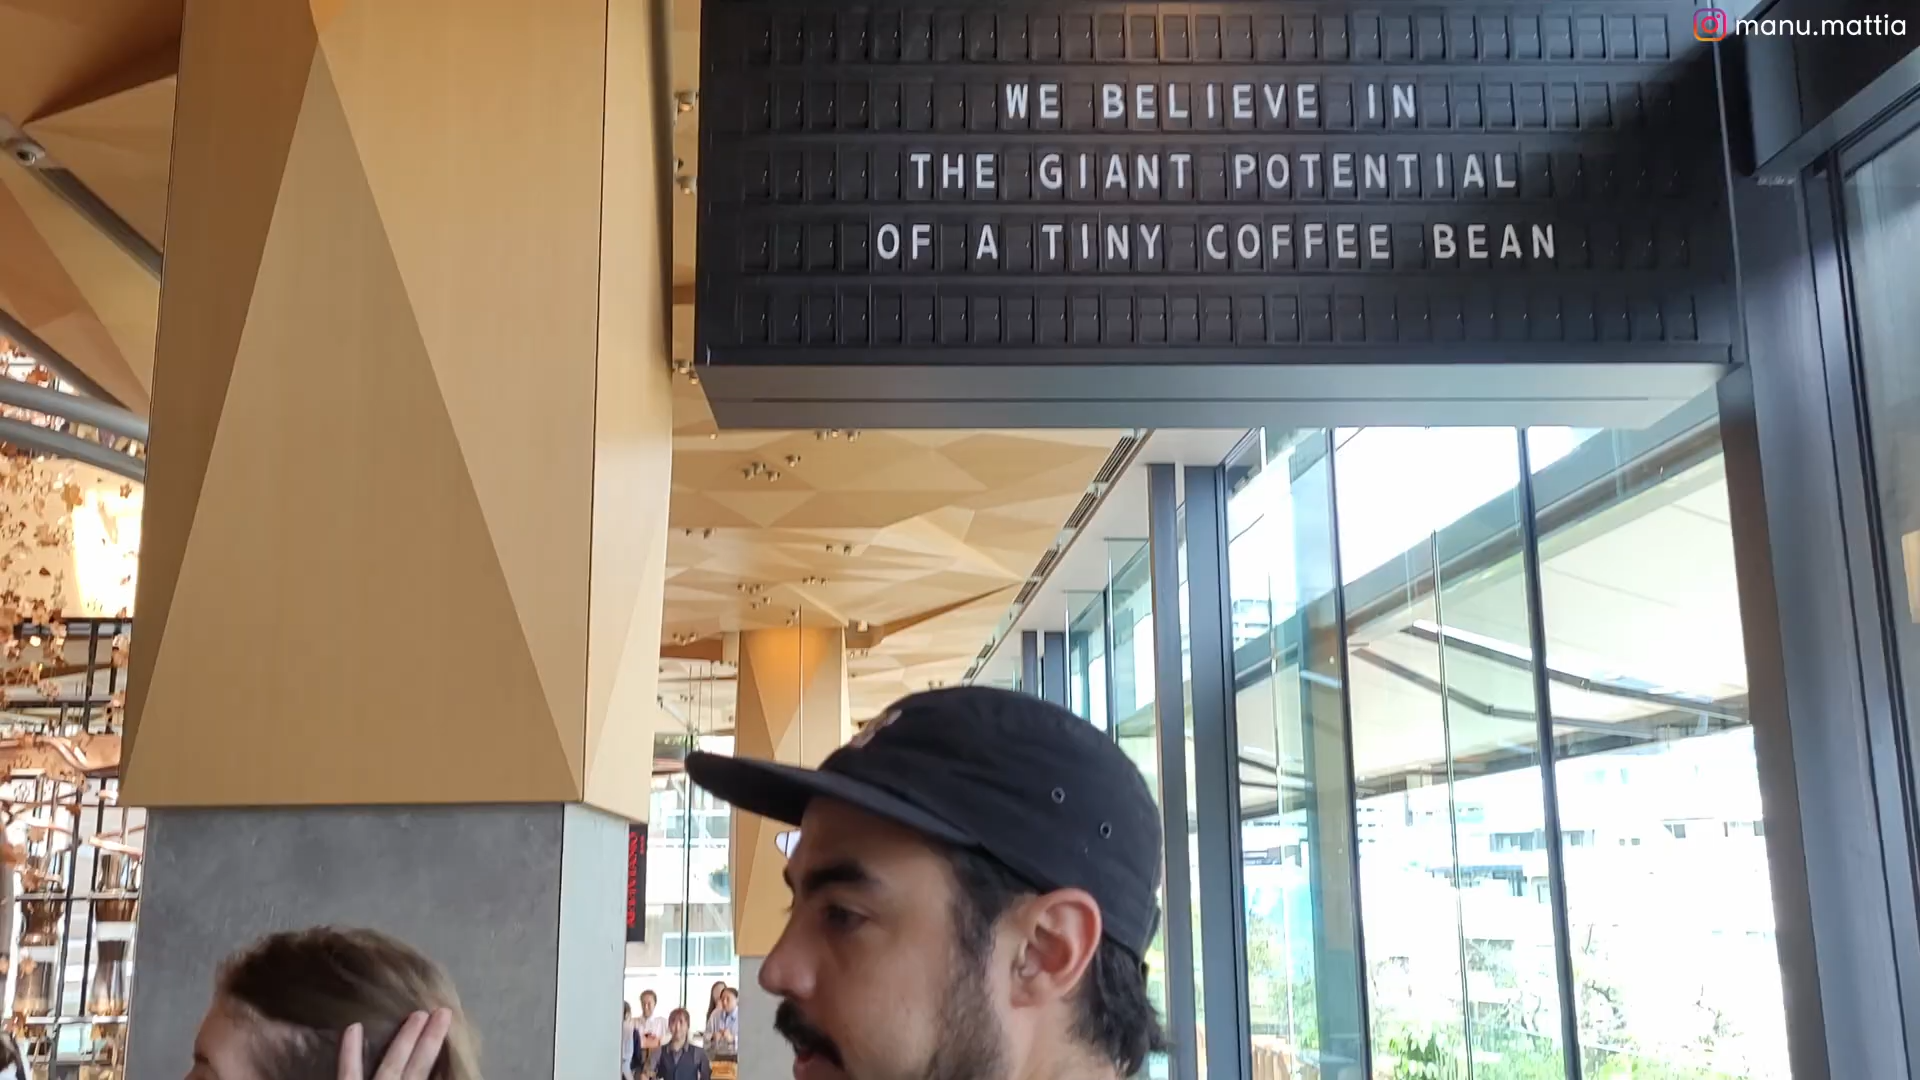 manu.mattia
WE BELIEVE IN
THE GIANT POTENTIAL
OF A TINY COFFEE BEAN